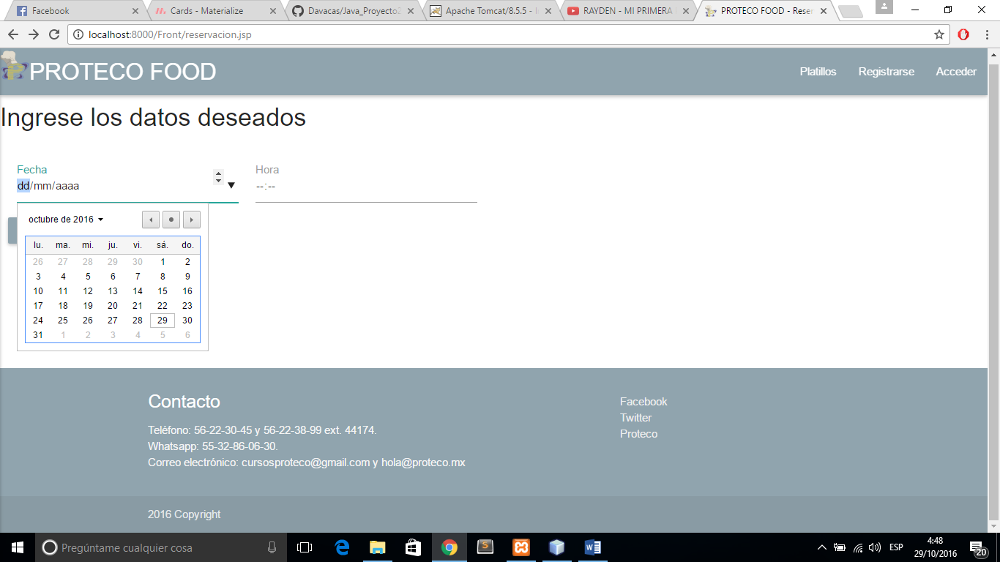 Facebook
Cards - Materialize
Davacas/Java_Proyecto2
Apache Tomcat/8.5.5 -
RAYDEN - MI PRIMERA
PROTECO FOOD - Reser
localhost:8000/Front/reservacion.jsp
PROTECO FOOD
Platillos Registrarse Acceder
Ingrese los datos deseados
Fecha Hora
dd/mm/aaaa --:--
octubre de 2016
lu. ma. mi. ju. vi. sá. do.
26 27 28 29 30 1 2
3 4 5 6 7 8 9
10 11 12 13 14 15 16
17 18 19 20 21 22 23
24 25 26 27 28 29 30
31 1 2 3 4 5 6
Contacto
Teléfono: 56-22-30-45 y 56-22-38-99 ext. 44174.
Whatsapp: 55-32-86-06-30.
Correo electrónico: cursosproteco@gmail.com y hola@proteco.mx
Facebook
Twitter
Proteco
2016 Copyright
Pregúntame cualquier cosa
ESP
4:48
29/10/2016
20